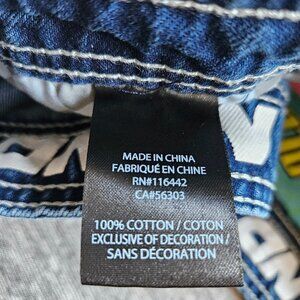 MADE IN CHINA
FABRIQUÉ EN CHINE
RN#116442
CA#56303
100% COTTON / COTON
EXCLUSIVE OF DECORATION /
SANS DÉCORATION